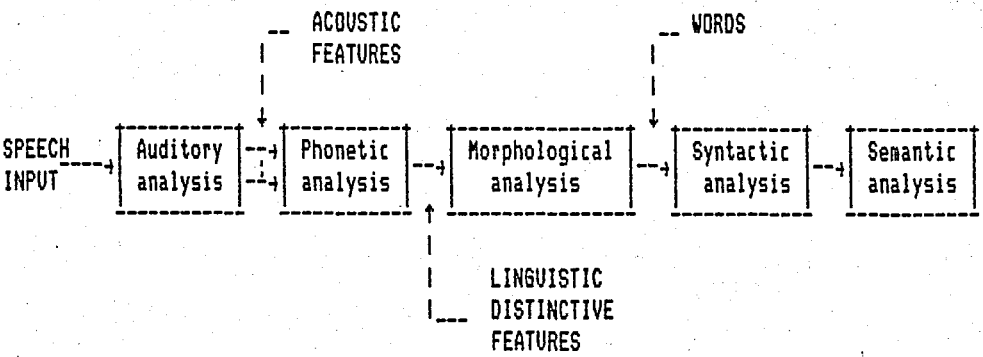 ACOUSTIC
FEATURES
WORDS
SPEECH
INPUT
Auditory
analysis
Phonetic
analysis
Morphological
analysis
Syntactic
analysis
Semantic
analysis
LINGUISTIC
DISTINCTIVE
FEATURES